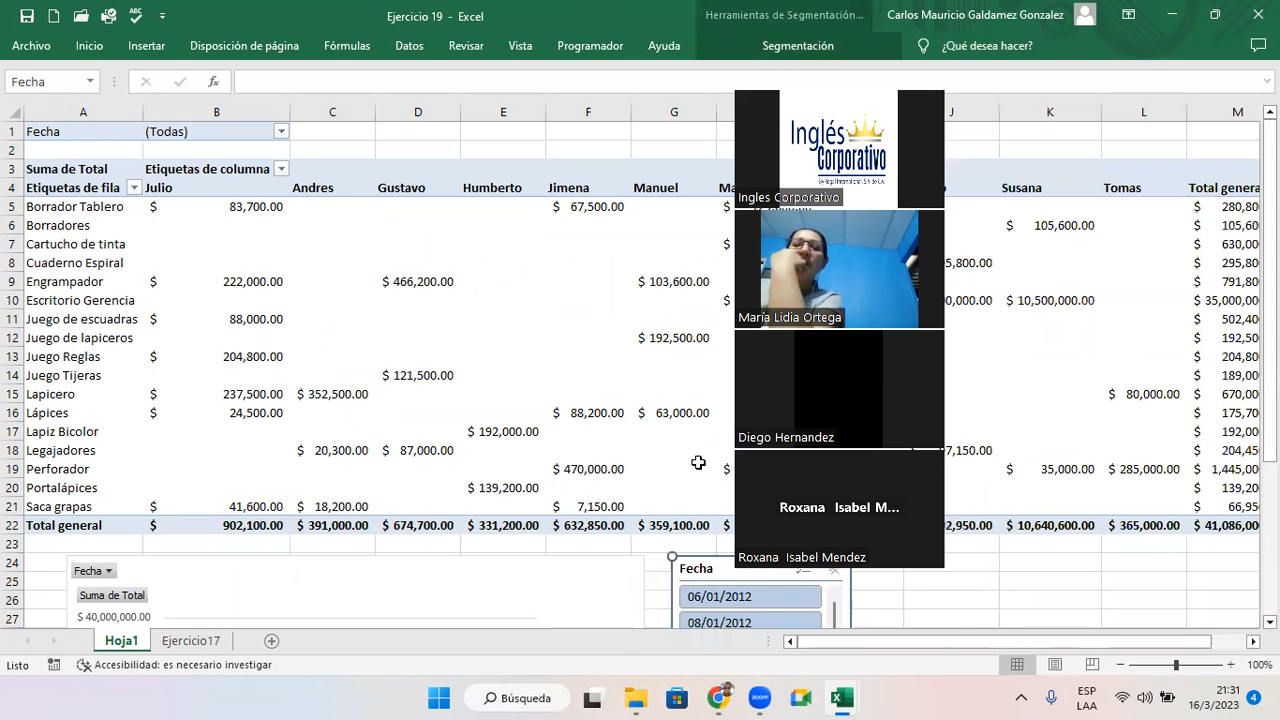 Ejercicio 19 - Excel
Herramientas de Segmentación...
Carlos Mauricio Galdamez Gonzalez
Archivo Inicio Insertar Disposición de página Fórmulas Datos Revisar Vista Programador Ayuda Segmentación ¿Qué desea hacer?
Fecha fx
A B C D E F G J K L M
1 Fecha (Todas)
2
3 Suma de Total Etiquetas de columna
4 Etiquetas de fila Julio Andres Gustavo Humberto Jimena Manuel Susana Tomas Total genera
5 Borrador Tablero $ 83,700.00 $ 67,500.00 $ $ 280,80
6 Borradores $ 105,600.00 $ 105,60
7 Cartucho de tinta $ $ 630,00
8 Cuaderno Espiral $ 295,80
9 Engrampador $ 222,000.00 $ 466,200.00 $ 103,600.00 $ 791,80
10 Escritorio Gerencia $ $ 10,500,000.00 $ 35,000,00
11 Juego de escuadras $ 88,000.00 $ 502,40
12 Juego de lapiceros $ 192,500.00 $ 192,50
13 Juego Reglas $ 204,800.00 $ 204,80
14 Juego Tijeras $ 121,500.00 $ 189,00
15 Lapicero $ 237,500.00 $ 352,500.00 $ 80,000.00 $ 670,00
16 Lápices $ 24,500.00 $ 88,200.00 $ 63,000.00 $ 175,70
17 Lapiz Bicolor $ 192,000.00 $ 192,00
18 Legajadores $ 20,300.00 $ 87,000.00 $ 204,45
19 Perforador $ 470,000.00 $ $ 35,000.00 $ 285,000.00 $ 1,445,00
20 Portalápices $ 139,200.00 $ 139,20
21 Saca grapas $ 41,600.00 $ 18,200.00 $ 7,150.00 $ 66,95
22 Total general $ 902,100.00 $ 391,000.00 $ 674,700.00 $ 331,200.00 $ 632,850.00 $ 359,100.00 $ 2,950.00 $ 10,640,600.00 $ 365,000.00 $ 41,086,00
23
24
25
26
27
Inglés
Corporativo
Ingles Corporativo
María Lidia Ortega
Diego Hernandez
Roxana Isabel M...
Roxana Isabel Mendez
Fecha
Suma de Total
$ 40,000,000.00
Fecha
06/01/2012
08/01/2012
Hoja1 Ejercicio17
Listo Accesibilidad: es necesario investigar 100%
Búsqueda
ESP
LAA
21:31
16/3/2023
4